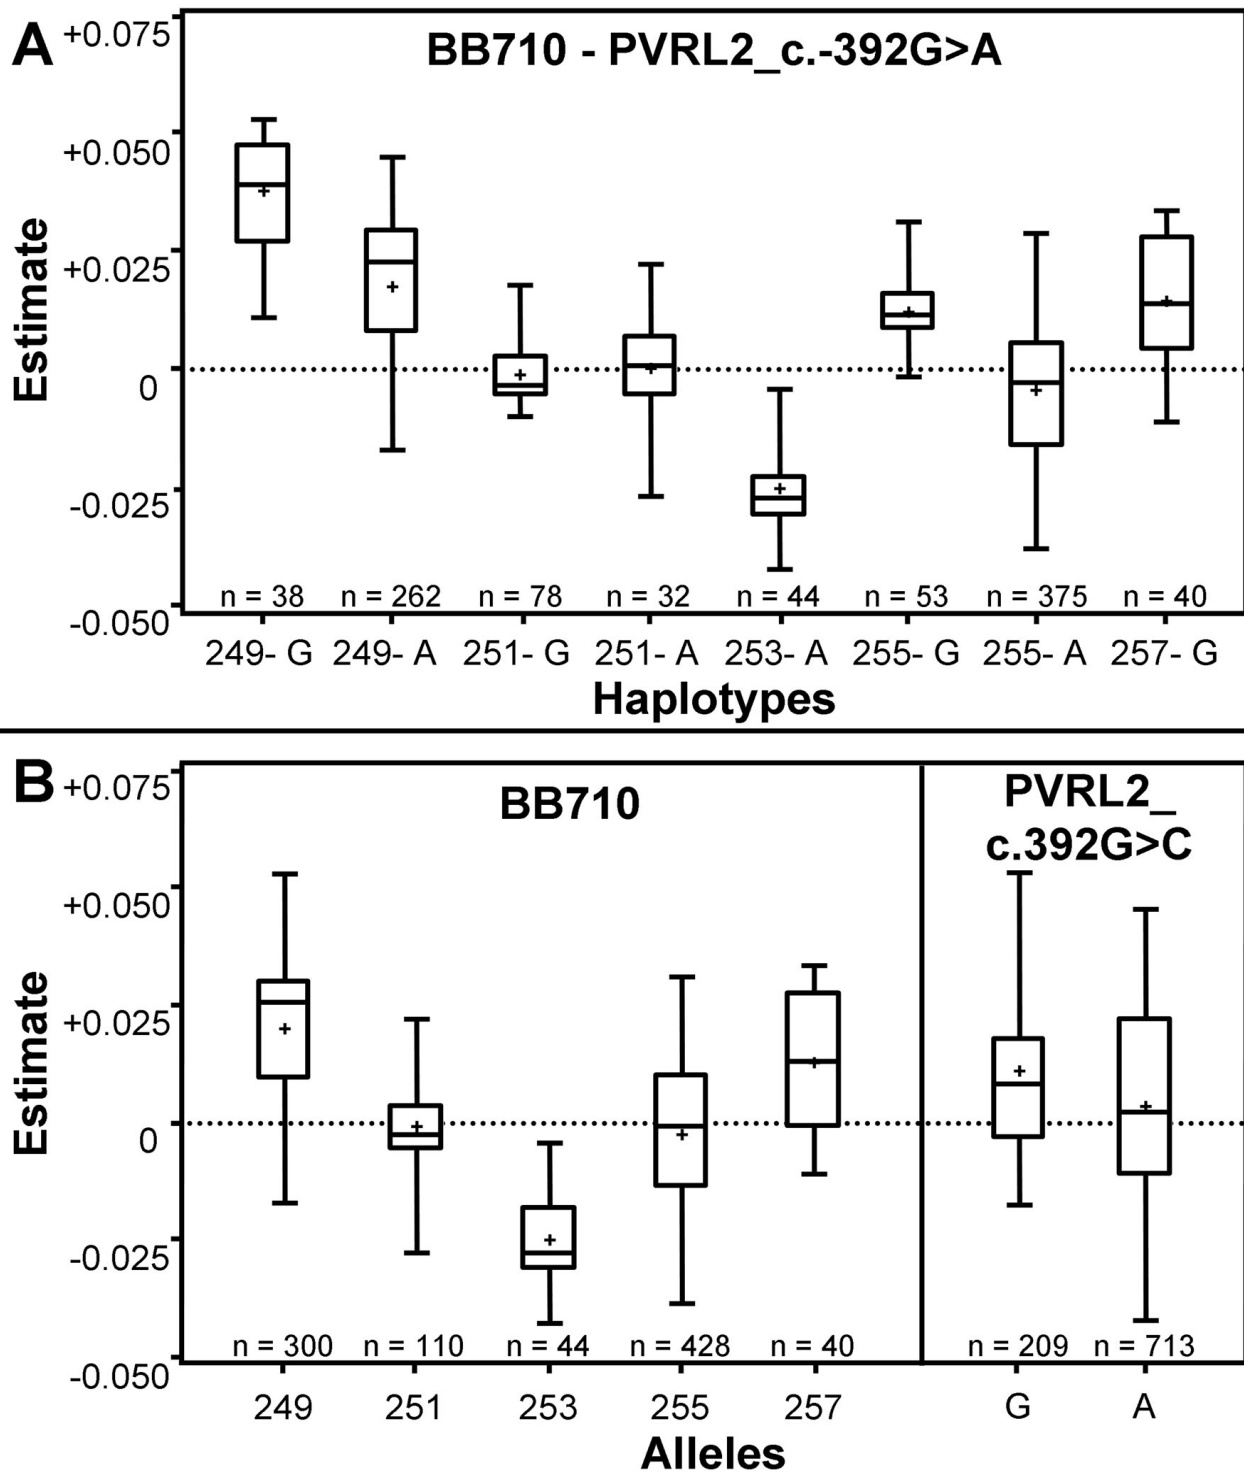 A
BB710 - PVRL2_c.-392G>A
+0.075
+0.050
+0.025
0
-0.025
-0.050
Estimate
n = 38 n = 262 n = 78 n = 32 n = 44 n = 53 n = 375 n = 40
249- G 249- A 251- G 251- A 253- A 255- G 255- A 257- G
Haplotypes
B
BB710
PVRL2_
c.392G>C
+0.075
+0.050
+0.025
0
-0.025
-0.050
Estimate
n = 300 n = 110 n = 44 n = 428 n = 40 n = 209 n = 713
249 251 253 255 257 G A
Alleles